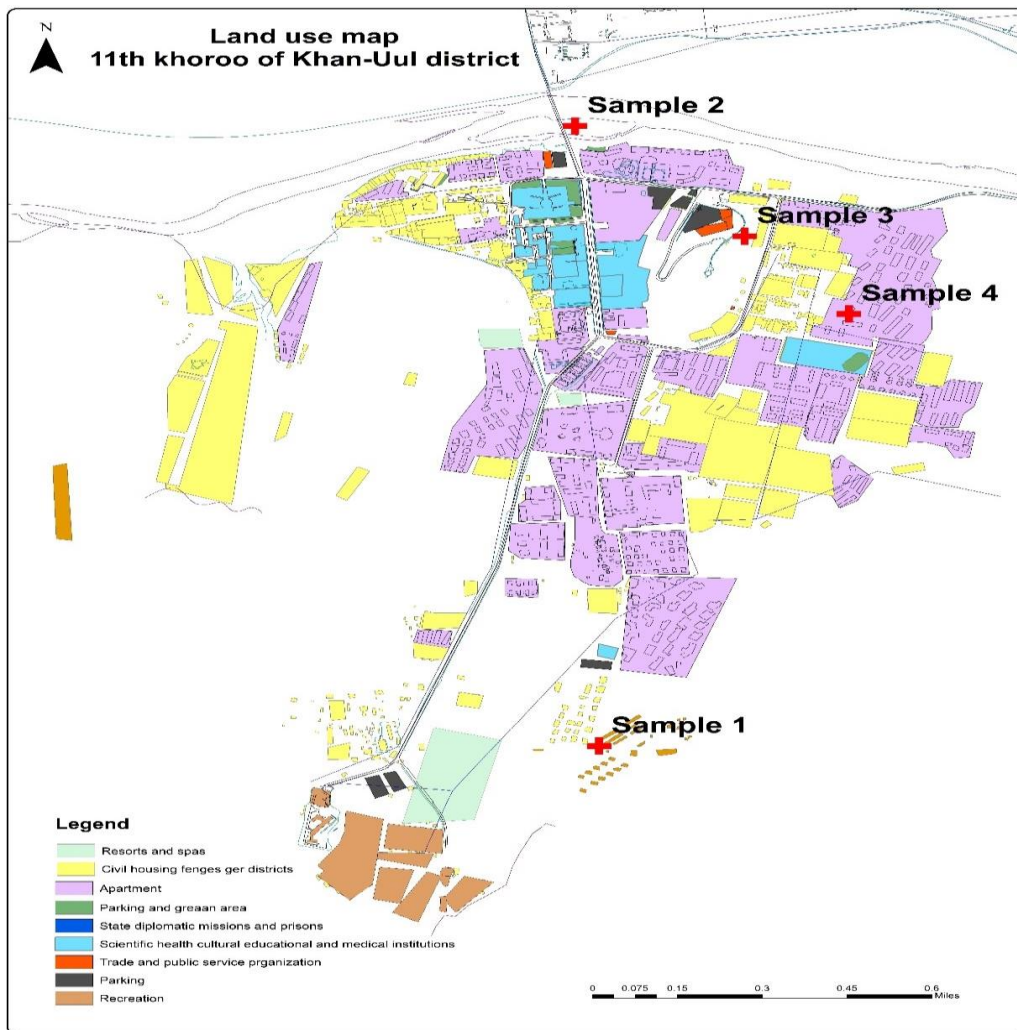 Z
Land use map
11th khoroo of Khan-Uul district
Sample 2
Sample 3
Sample 4
Sample 1
Legend
Resorts and spas
Civil housing fenges ger districts
Apartment
Parking and greaan area
State diplomatic missions and prisons
Scientific health cultural educational and medical institutions
Trade and public service prganization
Parking
Recreation
0 0.075 0.15 0.3 0.45 0.6
Miles